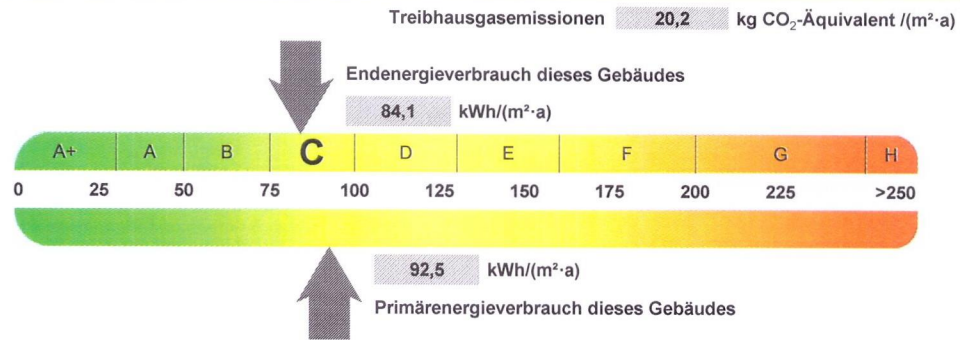 Treibhausgasemissionen 20,2 kg CO₂-Äquivalent /(m²·a)
Endenergieverbrauch dieses Gebäudes
84,1 kWh/(m²·a)
A+ A B C D E F G H
0 25 50 75 100 125 150 175 200 225 >250
92,5 kWh/(m²·a)
Primärenergieverbrauch dieses Gebäudes